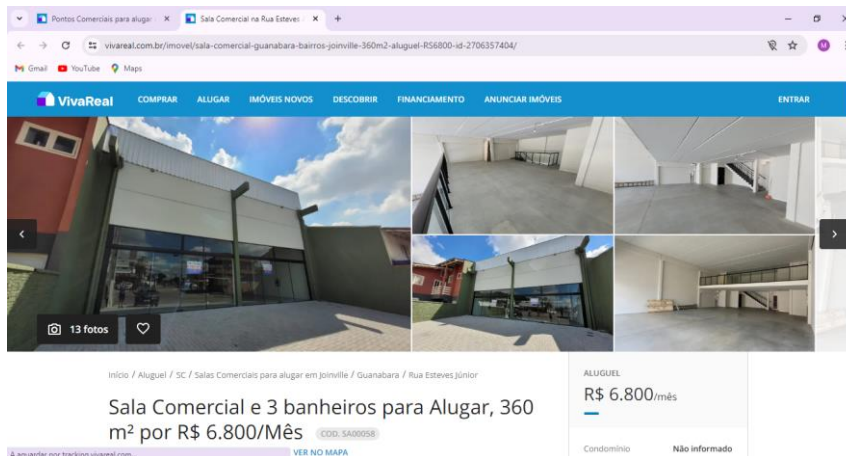 Pontos Comerciais para alugar
Sala Comercial na Rua Esteves
vivareal.com.br/imovel/sala-comercial-guanabara-bairros-joinville-360m2-aluguel-RS6800-id-2706357404/
M
Gmail YouTube Maps
VivaReal COMPRAR ALUGAR IMÓVEIS NOVOS DESCOBRIR FINANCIAMENTO ANUNCIAR IMÓVEIS ENTRAR
13 fotos
Início / Aluguel / SC / Salas Comerciais para alugar em Joinville / Guanabara / Rua Esteves Júnior
Sala Comercial e 3 banheiros para Alugar, 360
m² por R$ 6.800/Mês COD. SA00058
VER NO MAPA
A aguardar por tracking.vivareal.com
ALUGUEL
R$ 6.800/mês
Condomínio Não informado